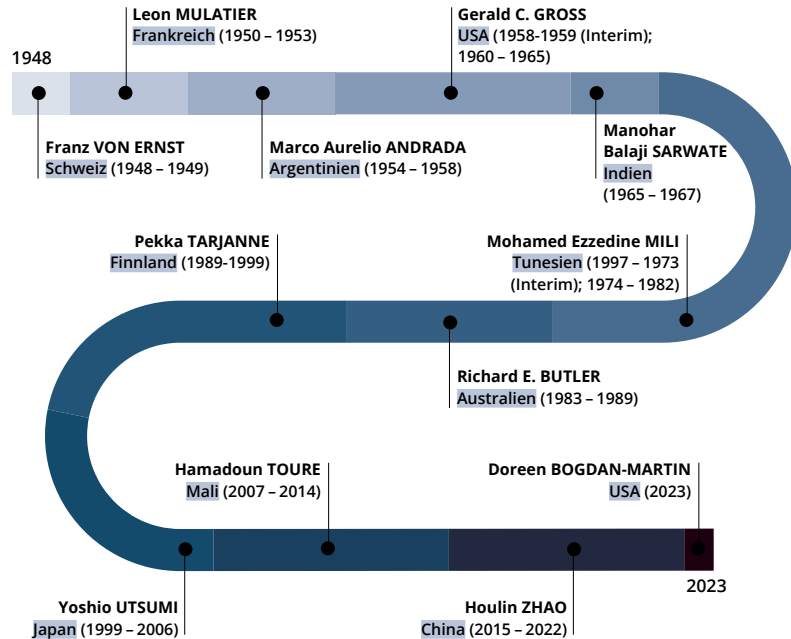 Leon MULATIER
Frankreich (1950 – 1953)
Gerald C. GROSS
USA (1958-1959 (Interim);
1960 – 1965)
1948
Franz VON ERNST
Schweiz (1948 – 1949)
Marco Aurelio ANDRADA
Argentinien (1954 – 1958)
Manohar
Balaji SARWATE
Indien
(1965 – 1967)
Pekka TARJANNE
Finnland (1989-1999)
Mohamed Ezzedine MILI
Tunesien (1997 – 1973
(Interim); 1974 – 1982)
Richard E. BUTLER
Australien (1983 – 1989)
Hamadoun TOURE
Mali (2007 – 2014)
Doreen BOGDAN-MARTIN
USA (2023)
2023
Yoshio UTSUMI
Japan (1999 – 2006)
Houlin ZHAO
China (2015 – 2022)